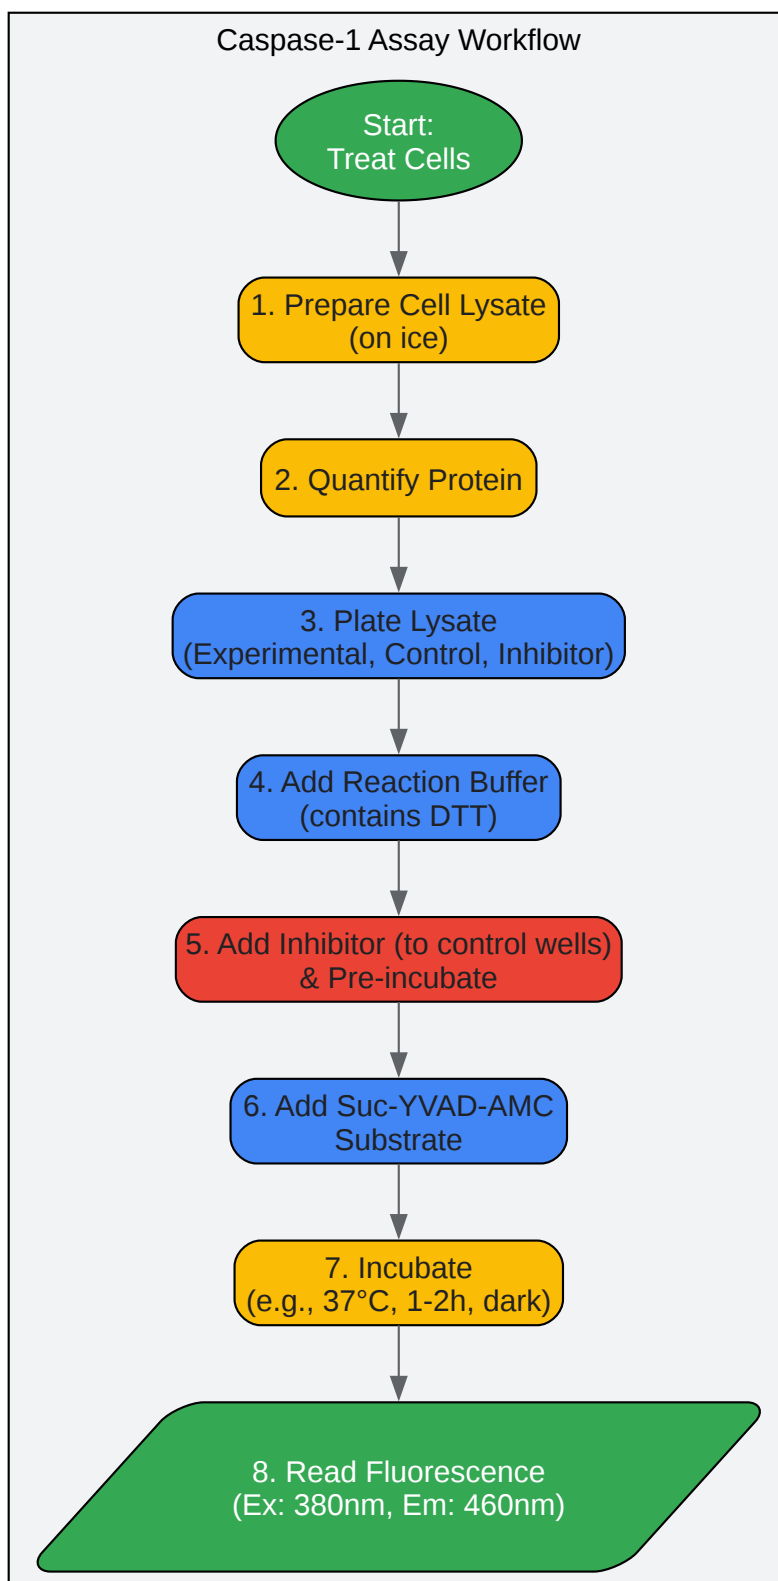 Caspase-1 Assay Workflow
Start:
Treat Cells
1. Prepare Cell Lysate
(on ice)
2. Quantify Protein
3. Plate Lysate
(Experimental, Control, Inhibitor)
4. Add Reaction Buffer
(contains DTT)
5. Add Inhibitor (to control wells)
& Pre-incubate
6. Add Suc-YVAD-AMC
Substrate
7. Incubate
(e.g., 37°C, 1-2h, dark)
8. Read Fluorescence
(Ex: 380nm, Em: 460nm)